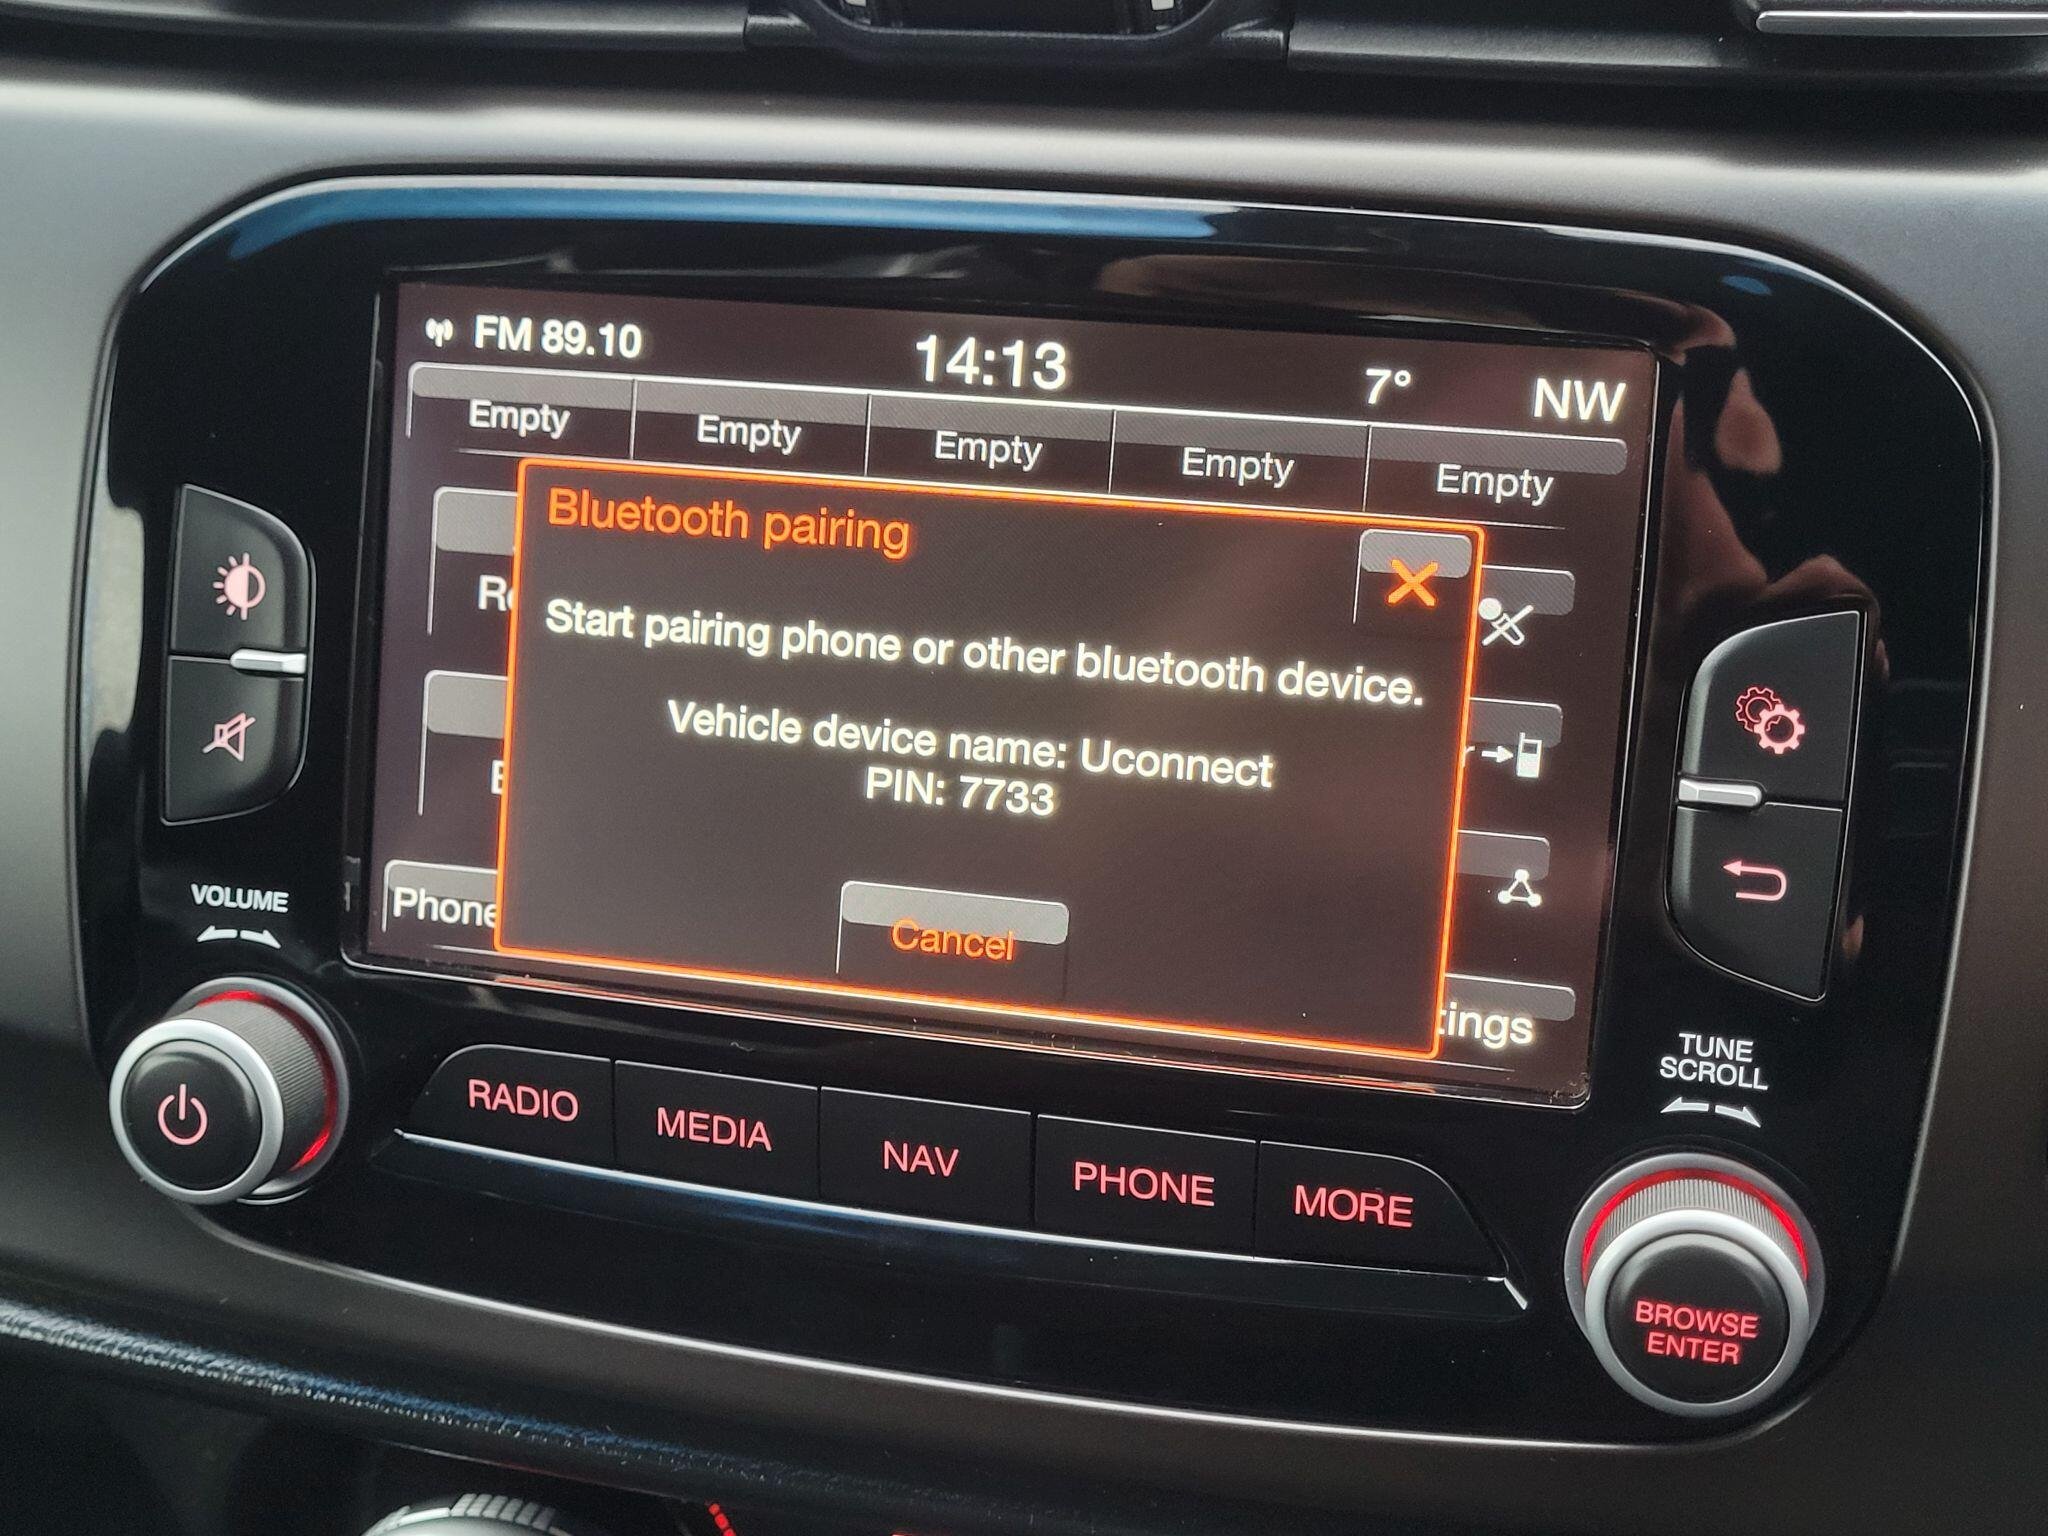 FM 89.10 14:13 7° NW
Empty Empty Empty Empty Empty
Bluetooth pairing
Start pairing phone or other bluetooth device.
Vehicle device name: Uconnect
PIN: 7733
Phone
Cancel
tings
VOLUME
TUNE
SCROLL
RADIO MEDIA NAV PHONE MORE
BROWSE
ENTER